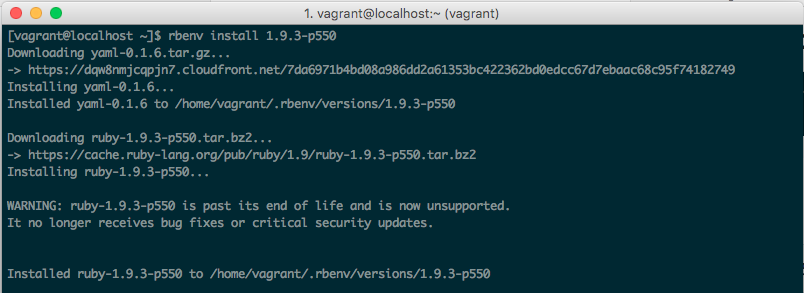 1. vagrant@localhost:~ (vagrant)
[vagrant@localhost ~]$ rbenv install 1.9.3-p550
Downloading yaml-0.1.6.tar.gz...
-> https://dqw8nmjcqpjn7.cloudfront.net/7da6971b4bd08a986dd2a61353bc422362bd0edcc67d7ebaac68c95f74182749
Installing yaml-0.1.6...
Installed yaml-0.1.6 to /home/vagrant/.rbenv/versions/1.9.3-p550
Downloading ruby-1.9.3-p550.tar.bz2...
-> https://cache.ruby-lang.org/pub/ruby/1.9/ruby-1.9.3-p550.tar.bz2
Installing ruby-1.9.3-p550...
WARNING: ruby-1.9.3-p550 is past its end of life and is now unsupported.
It no longer receives bug fixes or critical security updates.
Installed ruby-1.9.3-p550 to /home/vagrant/.rbenv/versions/1.9.3-p550